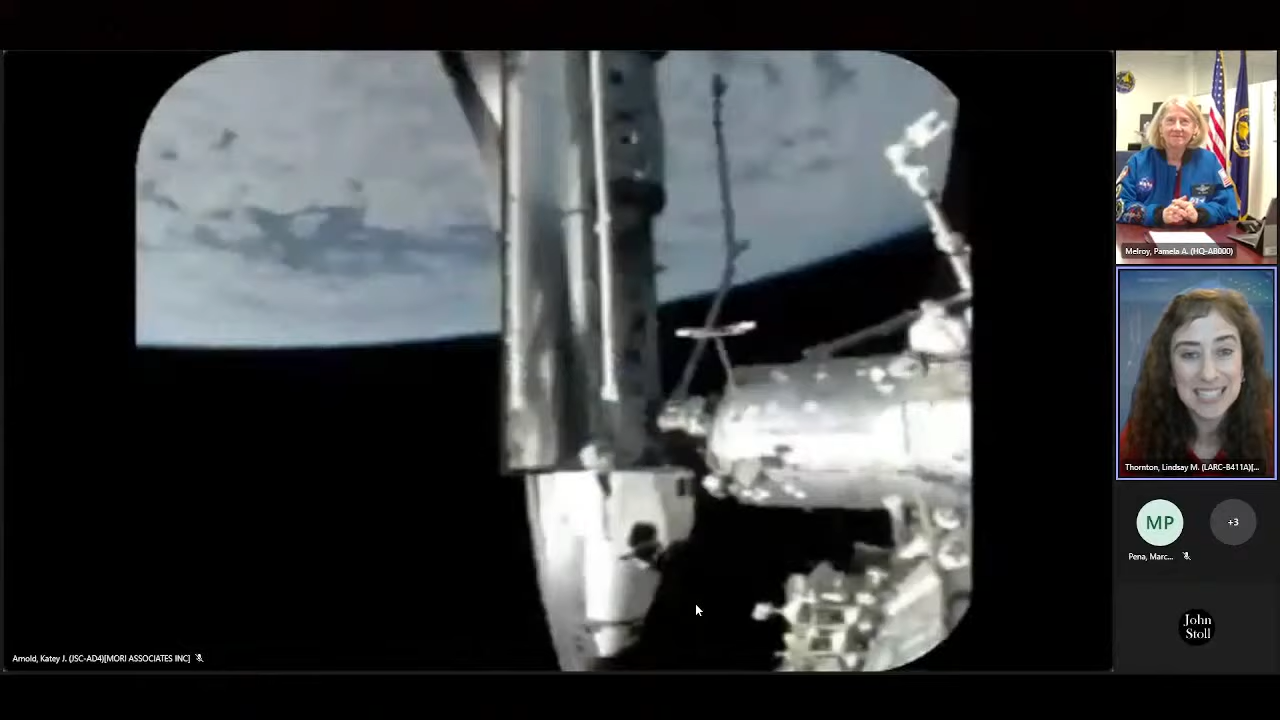 Melroy, Pamela A. (HQ-AB000)
Thornton, Lindsay M. (LARC-B411A)[...
MP
+3
Pena, Marc...
John
Stoll
Arnold, Katey J. (JSC-AD4)[MORI ASSOCIATES INC]